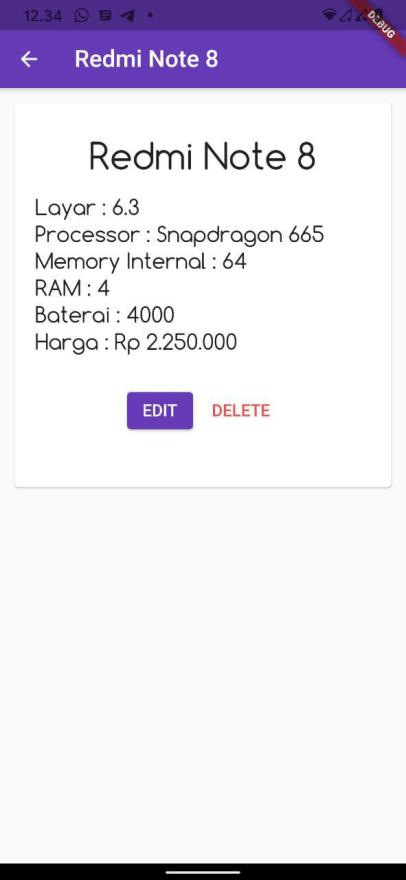 12.34
DEBUG
Redmi Note 8
Redmi Note 8
Layar : 6.3
Processor : Snapdragon 665
Memory Internal : 64
RAM : 4
Baterai : 4000
Harga : Rp 2.250.000
EDIT
DELETE